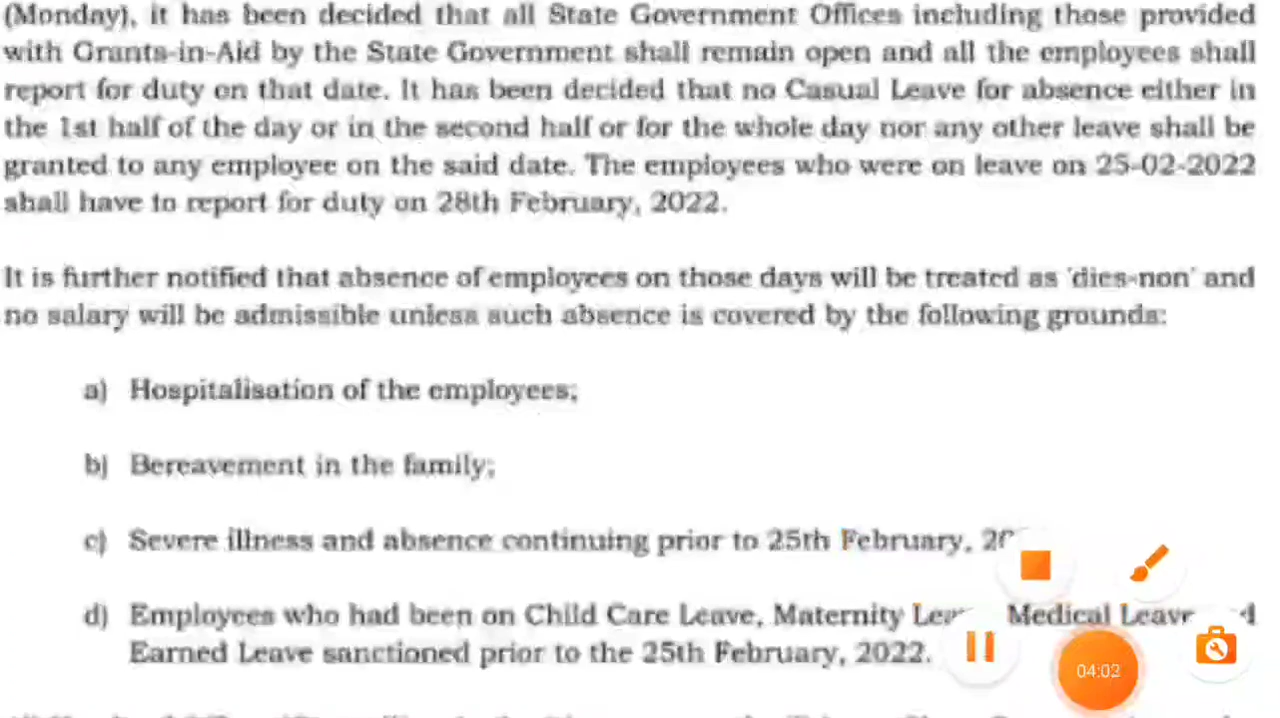 (Monday), it has been decided that all State Government Offices including those provided
with Grants-in-Aid by the State Government shall remain open and all the employees shall
report for duty on that date. It has been decided that no Casual Leave for absence either in
the 1st half of the day or in the second half or for the whole day nor any other leave shall be
granted to any employee on the said date. The employees who were on leave on 25-02-2022
shall have to report for duty on 28th February, 2022.
It is further notified that absence of employees on those days will be treated as 'dies-non' and
no salary will be admissible unless such absence is covered by the following grounds:
a) Hospitalisation of the employees;
b) Bereavement in the family;
c) Severe illness and absence continuing prior to 25th February,
d) Employees who had been on Child Care Leave, Maternity Medical
Earned Leave sanctioned prior to the 25th February, 2022.
04:02